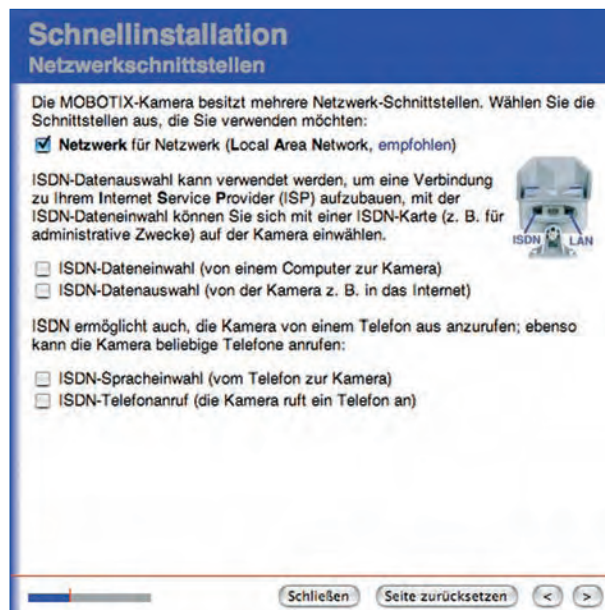 Schnellinstallation
Netzwerkschnittstellen
Die MOBOTIX-Kamera besitzt mehrere Netzwerk-Schnittstellen. Wählen Sie die
Schnittstellen aus, die Sie verwenden möchten:
Netzwerk für Netzwerk (Local Area Network, empfohlen)
ISDN-Datenauswahl kann verwendet werden, um eine Verbindung
zu Ihrem Internet Service Provider (ISP) aufzubauen, mit der
ISDN-Dateneinwahl können Sie sich mit einer ISDN-Karte (z. B. für
administrative Zwecke) auf der Kamera einwählen.
ISDN LAN
ISDN-Dateneinwahl (von einem Computer zur Kamera)
ISDN-Datenauswahl (von der Kamera z. B. in das Internet)
ISDN ermöglicht auch, die Kamera von einem Telefon aus anzurufen; ebenso
kann die Kamera beliebige Telefone anrufen:
ISDN-Spracheinwahl (vom Telefon zur Kamera)
ISDN-Telefonanruf (die Kamera ruft ein Telefon an)
Schließen Seite zurücksetzen < >